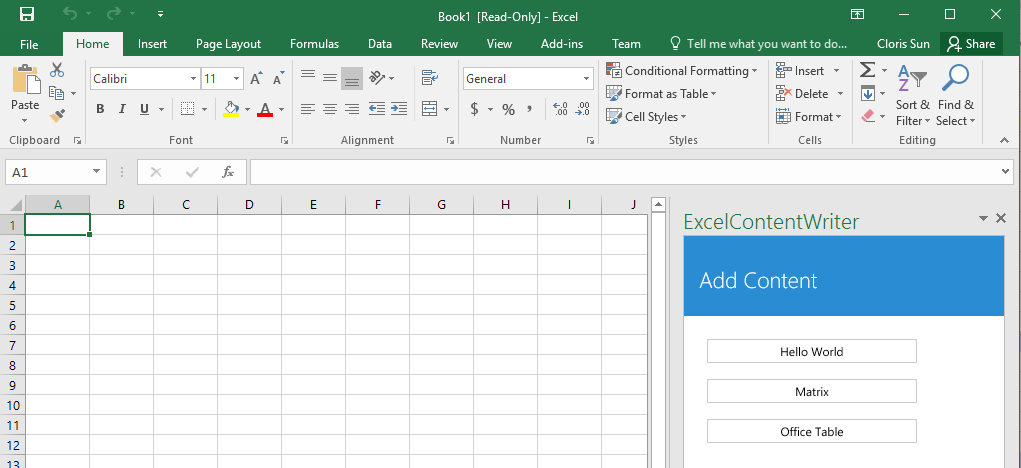 Book1 [Read-Only] - Excel
File Home Insert Page Layout Formulas Data Review View Add-ins Team Tell me what you want to do... Cloris Sun Share
Calibri 11 General Conditional Formatting Insert
Paste B I U A $ % , Format as Table Delete Sort & Filter Find & Select
Cell Styles Format
Clipboard Font Alignment Number Styles Cells Editing
A1 fx
A B C D E F G H I J
1
2
3
4
5
6
7
8
9
10
11
12
13
ExcelContentWriter
Add Content
Hello World
Matrix
Office Table